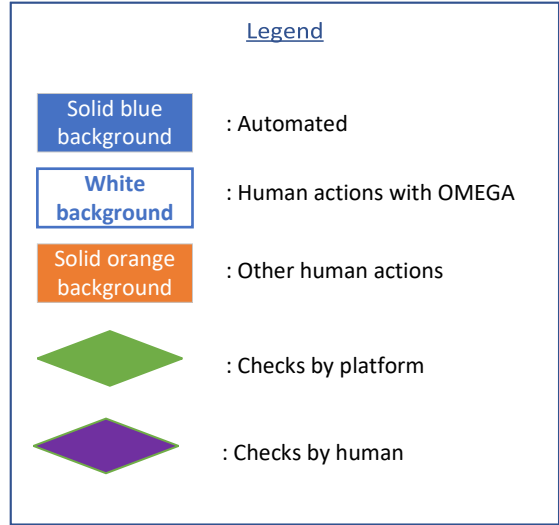 Legend
Solid blue
background
: Automated
White
background
: Human actions with OMEGA
Solid orange
background
: Other human actions
: Checks by platform
: Checks by human